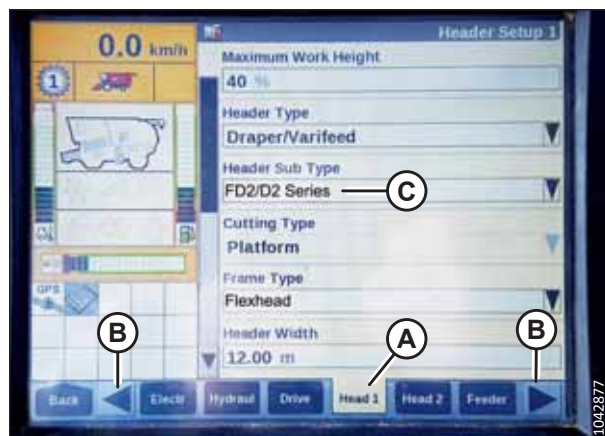 0.0 km/h
Header Setup 1
Maximum Work Height
40 %
1
Header Type
Draper/Varifeed
Header Sub Type
FD2/D2 Series
C
Cutting Type
Platform
Frame Type
Flexhead
GPS
Header Width
12.00 m
B
A
B
Back
Electr
Hydraul
Drive
Head 1
Head 2
Feeder
1042877